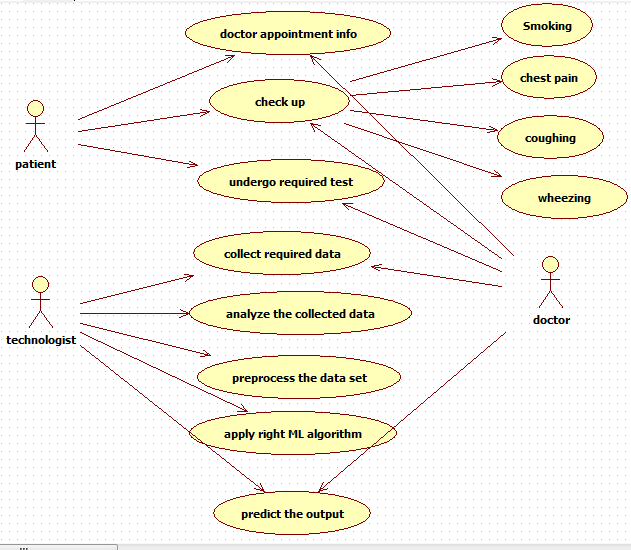 doctor appointment info
Smoking
check up
chest pain
coughing
patient
undergo required test
wheezing
collect required data
analyze the collected data
doctor
technologist
preprocess the data set
apply right ML algorithm
predict the output